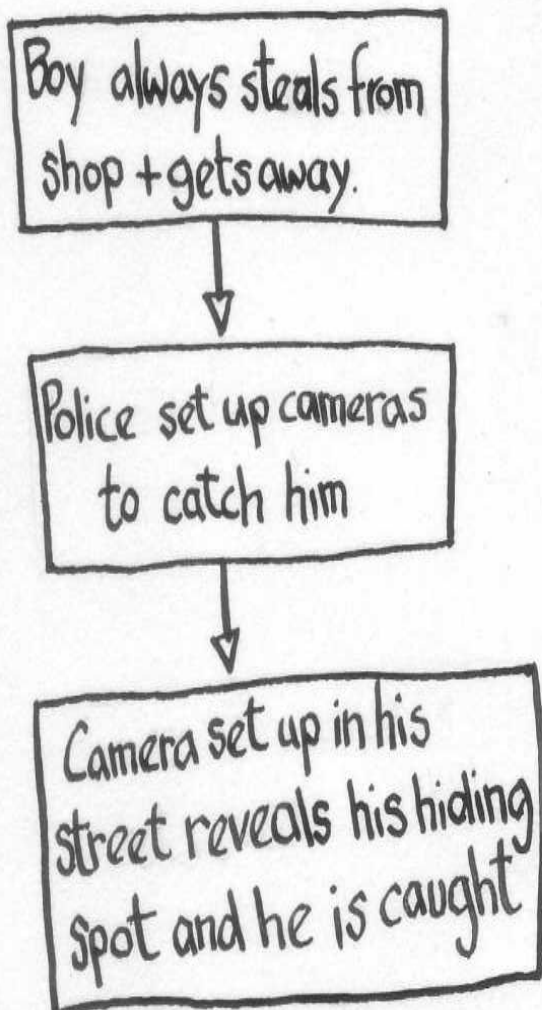 Boy always steals from
shop + gets away.
Police set up cameras
to catch him
Camera set up in his
street reveals his hiding
spot and he is caught